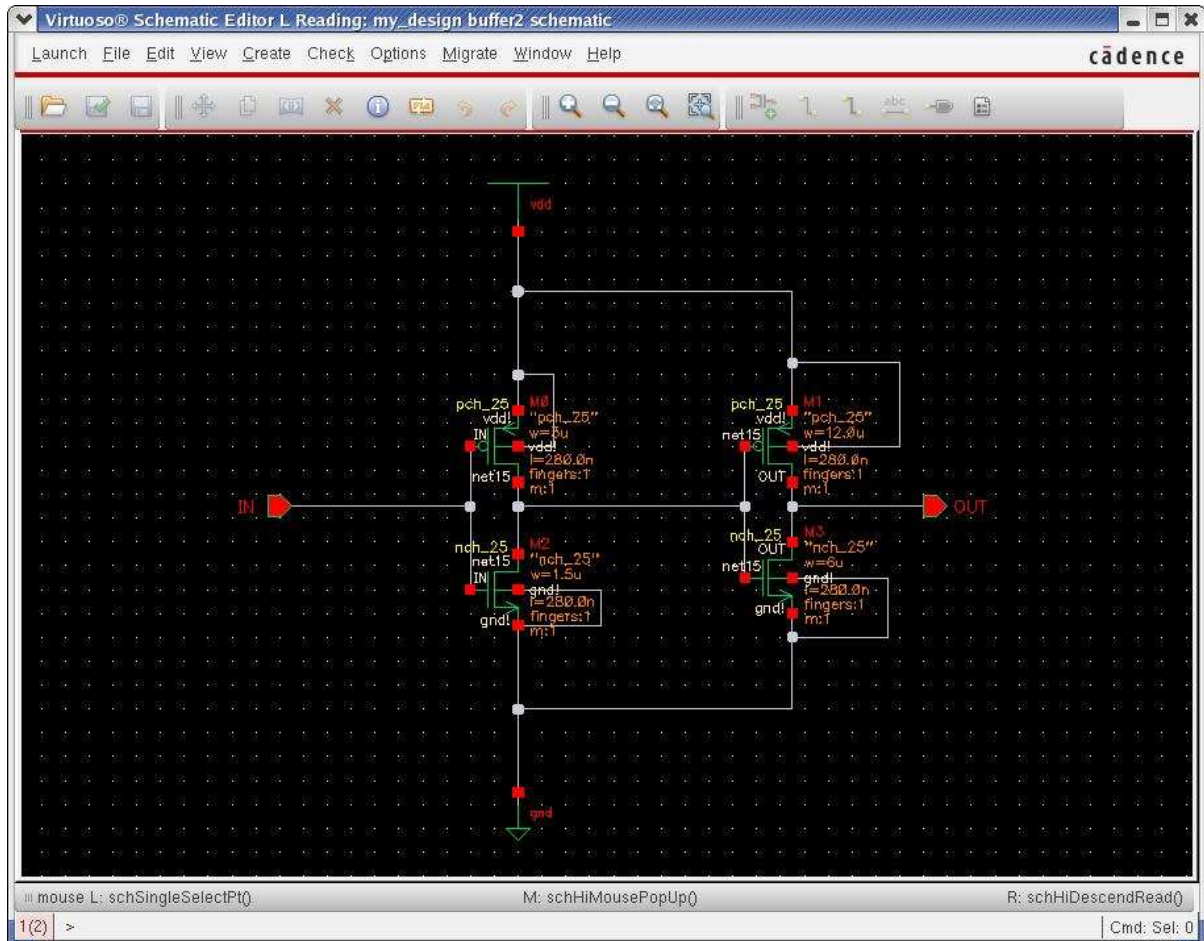 Virtuoso® Schematic Editor L Reading: my_design buffer2 schematic
Launch File Edit View Create Check Options Migrate Window Help
cādence
abc
vdd
pch_25
M0
vdd!
"pch_25"
IN
vdd!
l=280.0n
net15
fingers:1
m:1
pch_25
M1
vdd!
"pch_25"
net15
w=12.0u
vdd!
l=280.0n
OUT
fingers:1
m:1
IN
OUT
nch_25
M2
net15
"nch_25"
IN
w=1.5u
gnd!
l=280.0n
gnd!
fingers:1
m:1
nch_25
M3
OUT
"nch_25"
net15
w=6u
gnd!
l=280.0n
gnd!
fingers:1
m:1
gnd
mouse L: schSingleSelectPt()
M: schHiMousePopUp()
R: schHiDescendRead()
1(2) >
Cmd: Sel: 0